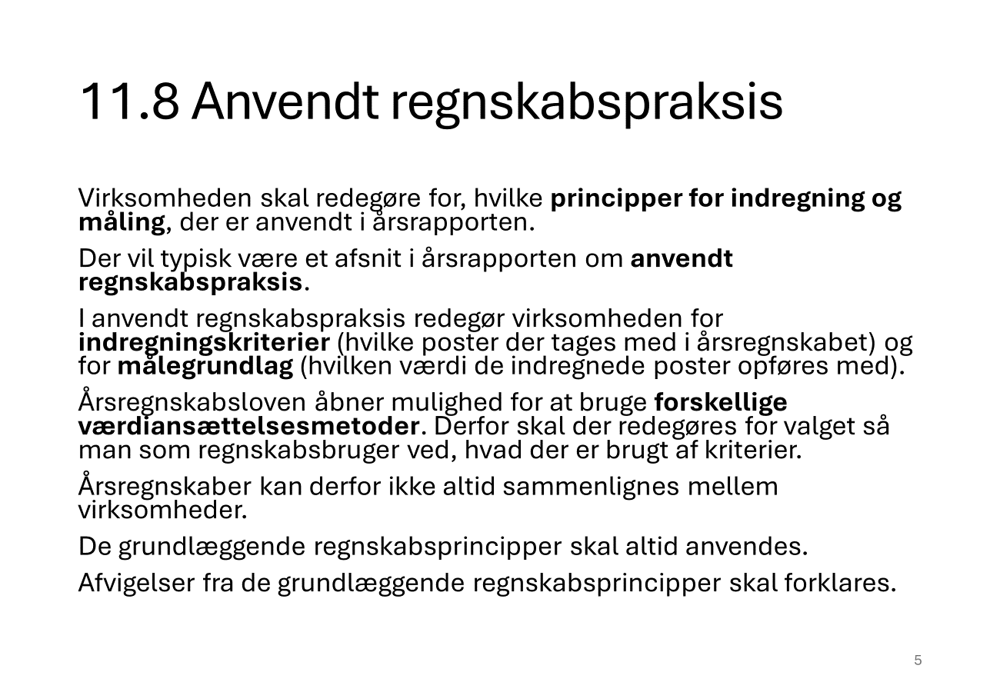 11.8 Anvendt regnskabspraksis
Virksomheden skal redegøre for, hvilke principper for indregning og
måling, der er anvendt i årsrapporten.
Der vil typisk være et afsnit i årsrapporten om anvendt
regnskabspraksis.
I anvendt regnskabspraksis redegør virksomheden for
indregningskriterier (hvilke poster der tages med i årsregnskabet) og
for målegrundlag (hvilken værdi de indregnede poster opføres med).
Årsregnskabsloven åbner mulighed for at bruge forskellige
værdiansættelsesmetoder. Derfor skal der redegøres for valget så
man som regnskabsbruger ved, hvad der er brugt af kriterier.
Årsregnskaber kan derfor ikke altid sammenlignes mellem
virksomheder.
De grundlæggende regnskabsprincipper skal altid anvendes.
Afvigelser fra de grundlæggende regnskabsprincipper skal forklares.
5